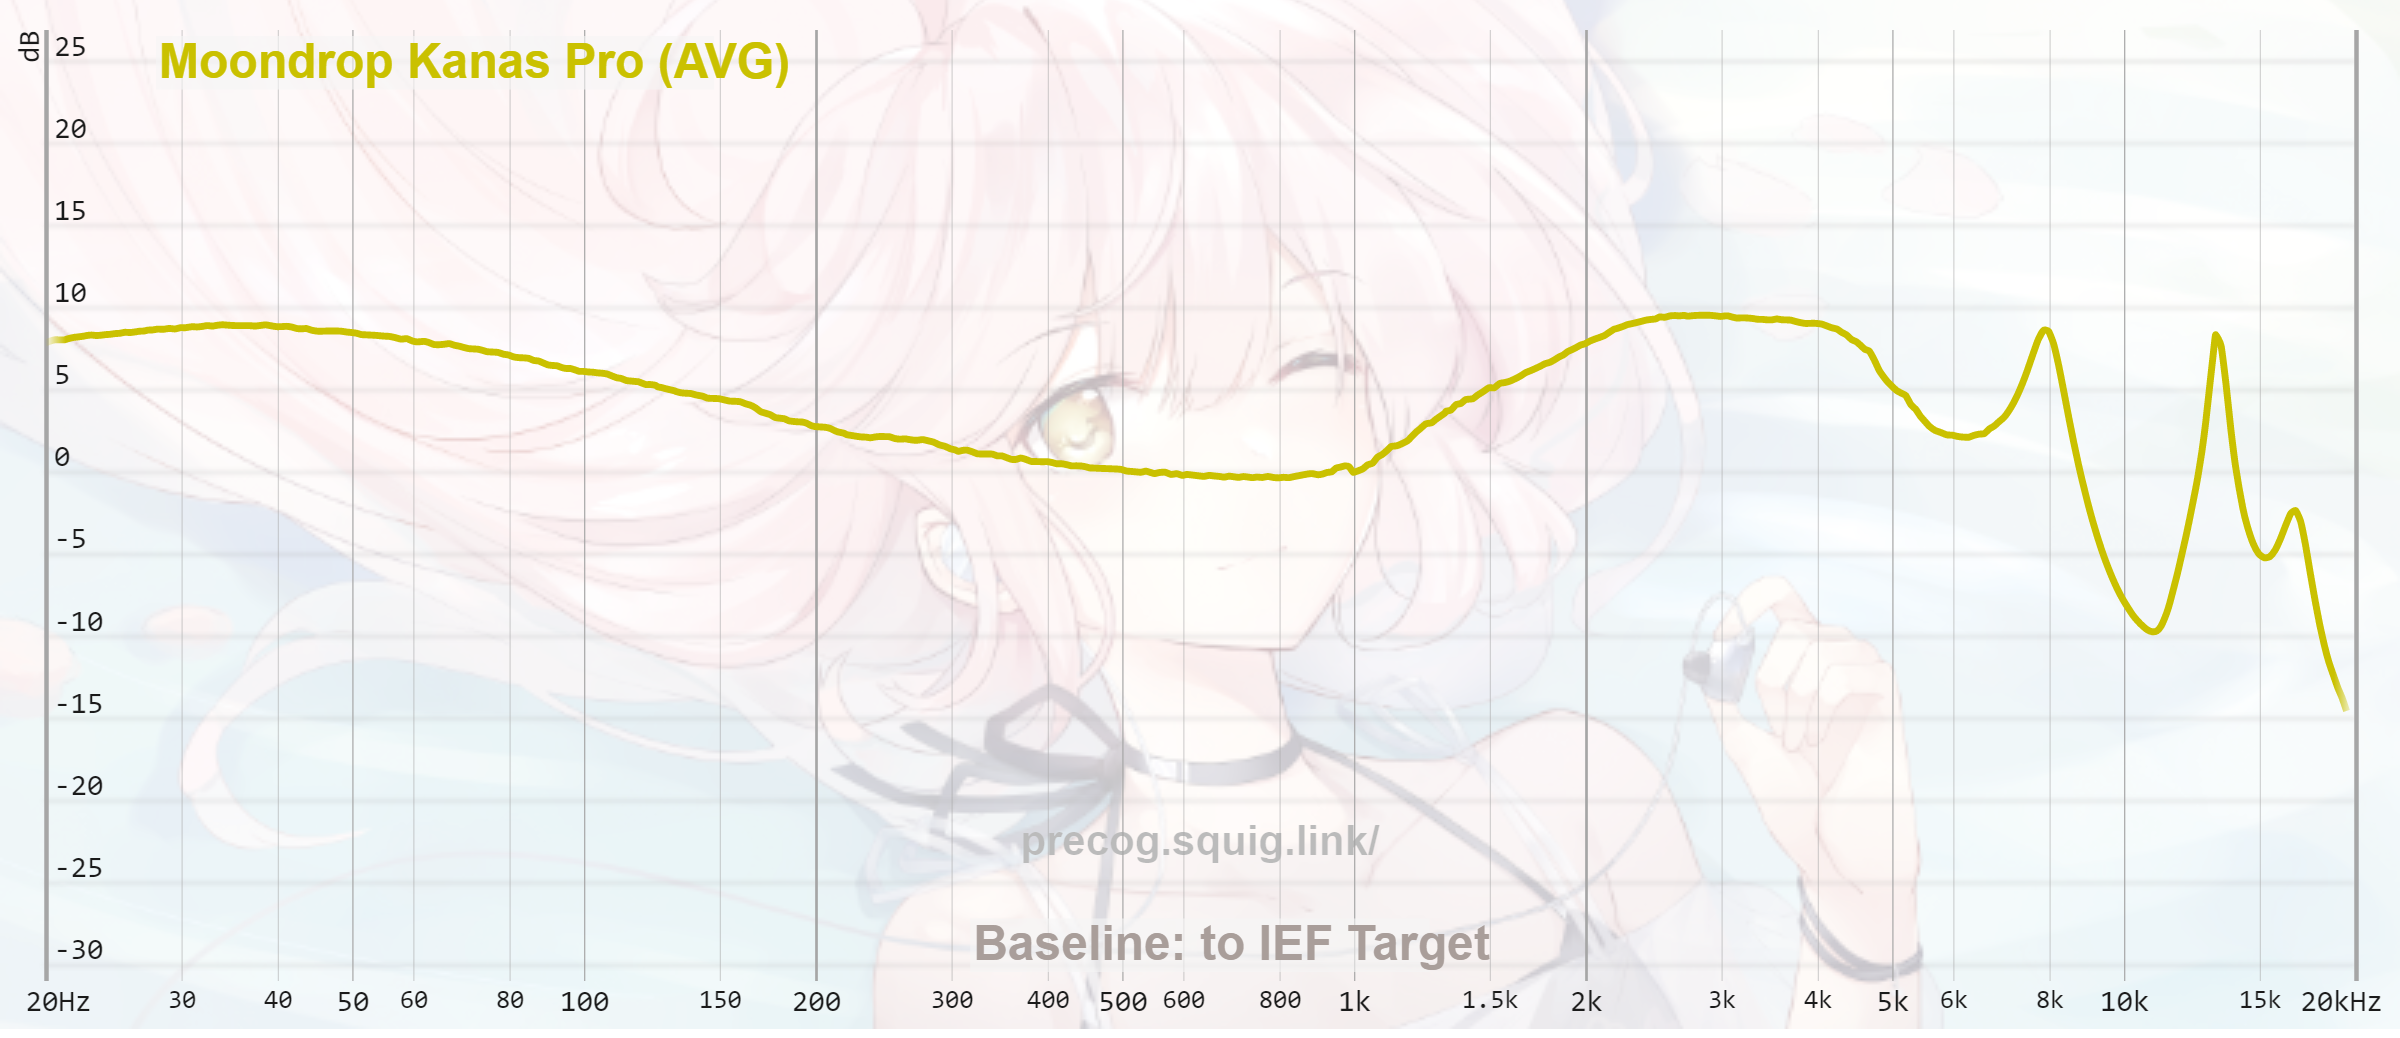 dB
25
Moondrop Kanas Pro (AVG)
20
15
10
5
0
-5
-10
-15
-20
precog.squig.link/
-25
Baseline: to IEF Target
-30
20Hz 30 40 50 60 80 100 150 200 300 400 500 600 800 1k 1.5k 2k 3k 4k 5k 6k 8k 10k 15k 20kHz